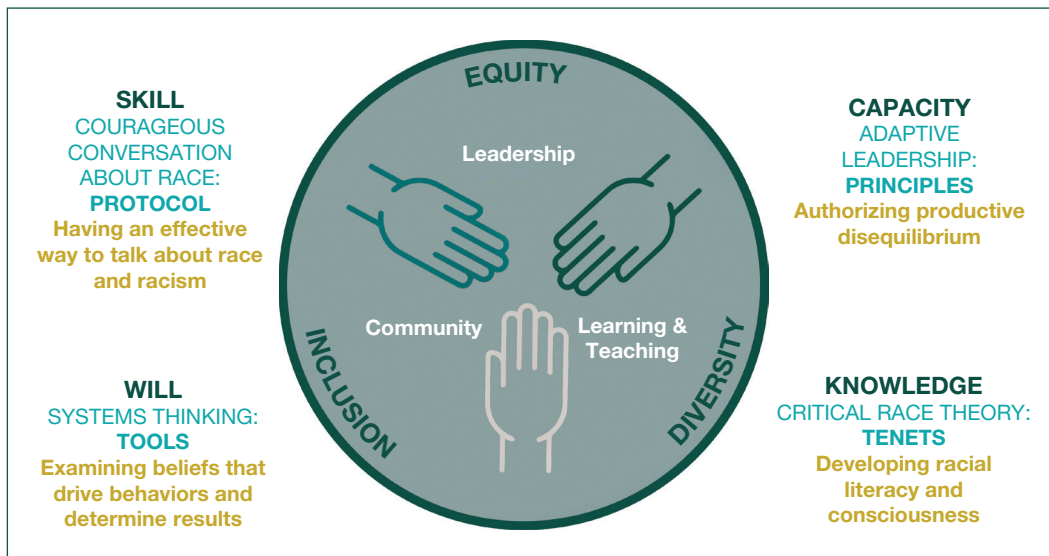 SKILL
COURAGEOUS
CONVERSATION
ABOUT RACE:
PROTOCOL
Having an effective
way to talk about race
and racism
WILL
SYSTEMS THINKING:
TOOLS
Examining beliefs that
drive behaviors and
determine results
EQUITY
Leadership
Community
Learning &
Teaching
INCLUSION
DIVERSITY
CAPACITY
ADAPTIVE
LEADERSHIP:
PRINCIPLES
Authorizing productive
disequilibrium
KNOWLEDGE
CRITICAL RACE THEORY:
TENETS
Developing racial
literacy and
consciousness